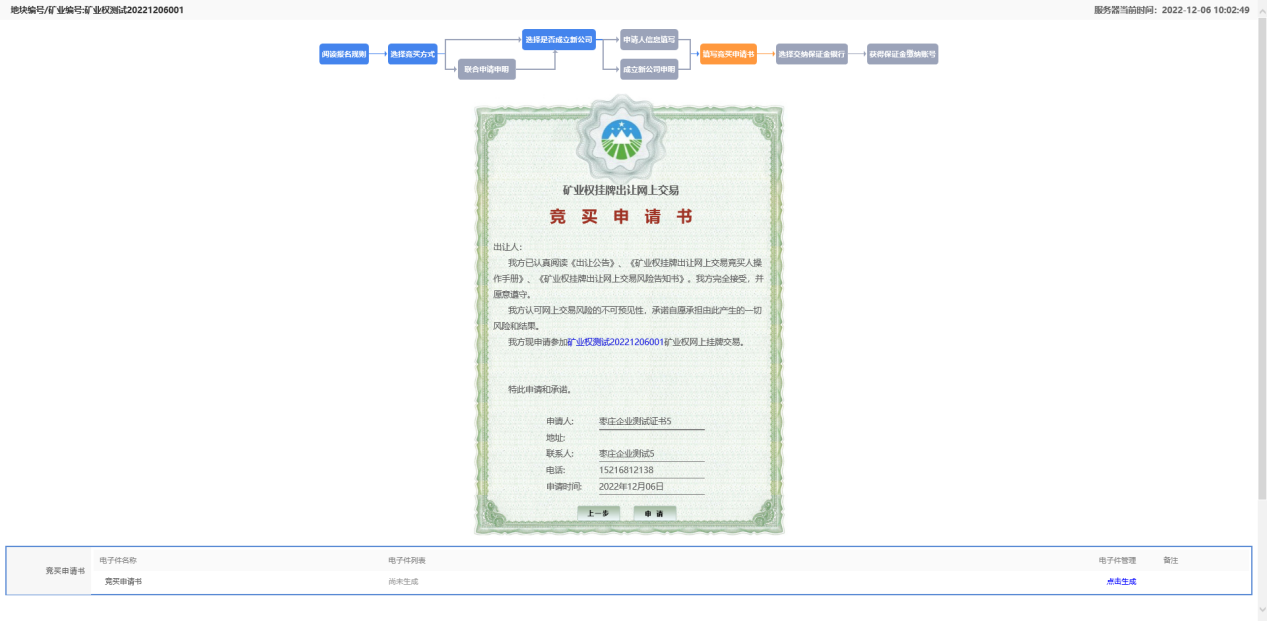 地块编号/矿业编号:矿业权测试20221206001
服务器当前时间：2022-12-06 10:02:49
阅读报名规则
选择竞买方式
选择是否成立新公司
联合申请申明
申请人信息填写
成立新公司申明
填写竞买申请书
选择交纳保证金银行
获得保证金缴纳账号
矿业权挂牌出让网上交易
竞买申请书
出让人：
我方已认真阅读《出让公告》、《矿业权挂牌出让网上交易竞买人操
作手册》、《矿业权挂牌出让网上交易风险告知书》。我方完全接受，并
愿意遵守。
我方认可网上交易风险的不可预见性，承诺自愿承担由此产生的一切
风险和结果。
我方现申请参加矿业权测试20221206001矿业权网上挂牌交易。
特此申请和承诺。
申请人: 枣庄企业测试证书5
地址:
联系人: 枣庄企业测试5
电话: 15216812138
申请时间: 2022年12月06日
上一步 申 请
竞买申请书
电子件名称 电子件列表 电子件管理 备注
竞买申请书 尚未生成 点击生成